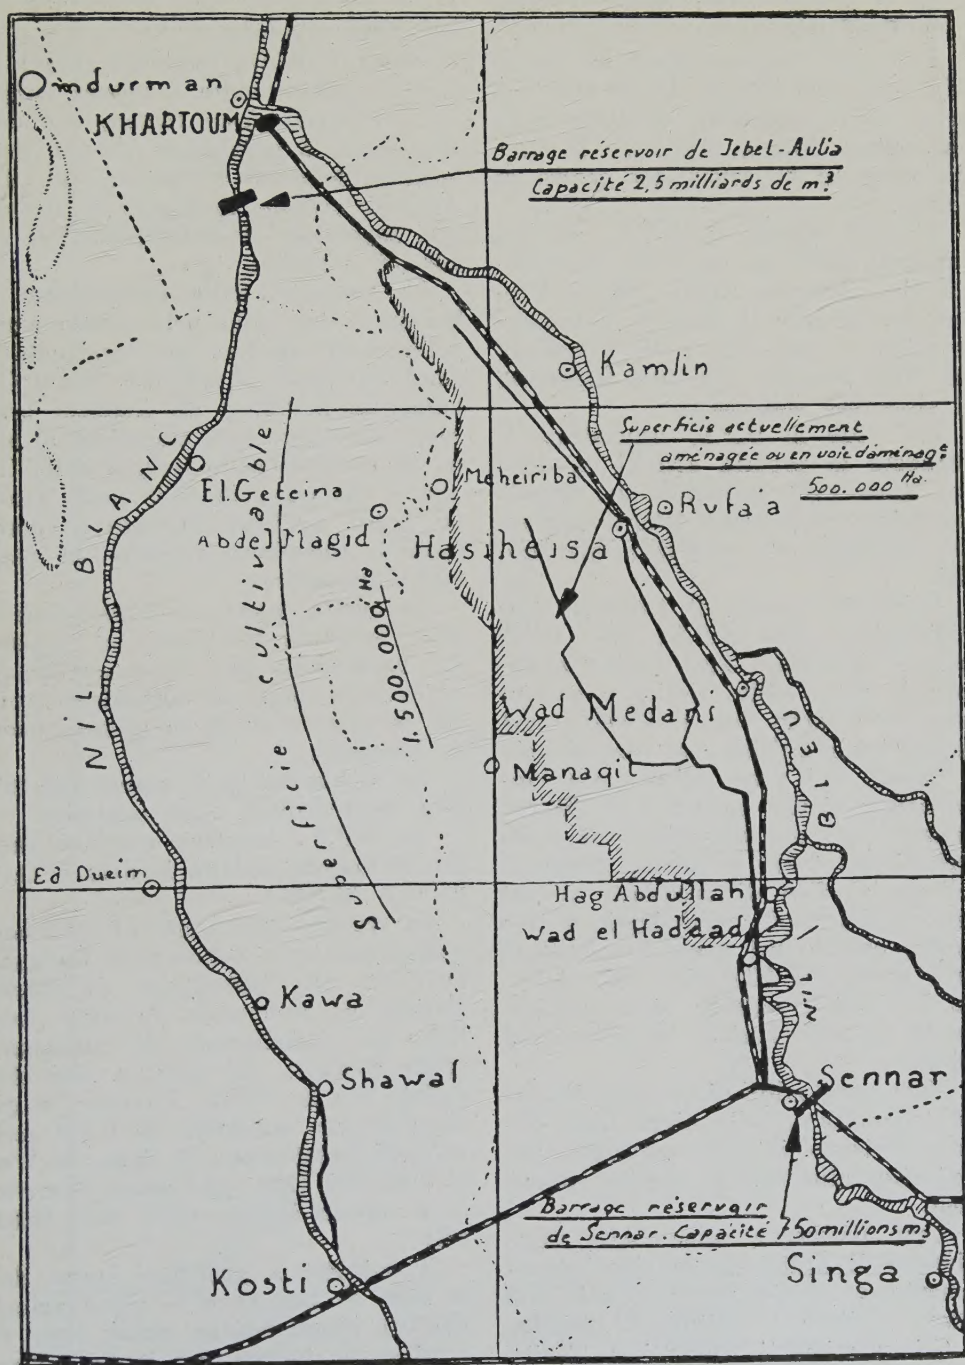 Omdurman
KHARTOUM
Barrage réservoir de Jebel-Aulia
Capacité 2,5 milliards de m³
Kamlin
Superficie actuellement
aménagée ou en voie d'aménagt
500.000 Ha.
NIL BLANC
El.Geteina
Meheiriba
Rufa'a
Abdel Magid
Hasiheisa
Superficie cultivable
1.500.000 Ha
Wad Medani
NIL BLEU
Managil
Ed Dueim
Hag Abdullah
Wad el Haddad
Kawa
Shawal
Sennar
Barrage réservoir
de Sennar. Capacité 750 millions m³
Kosti
Singa